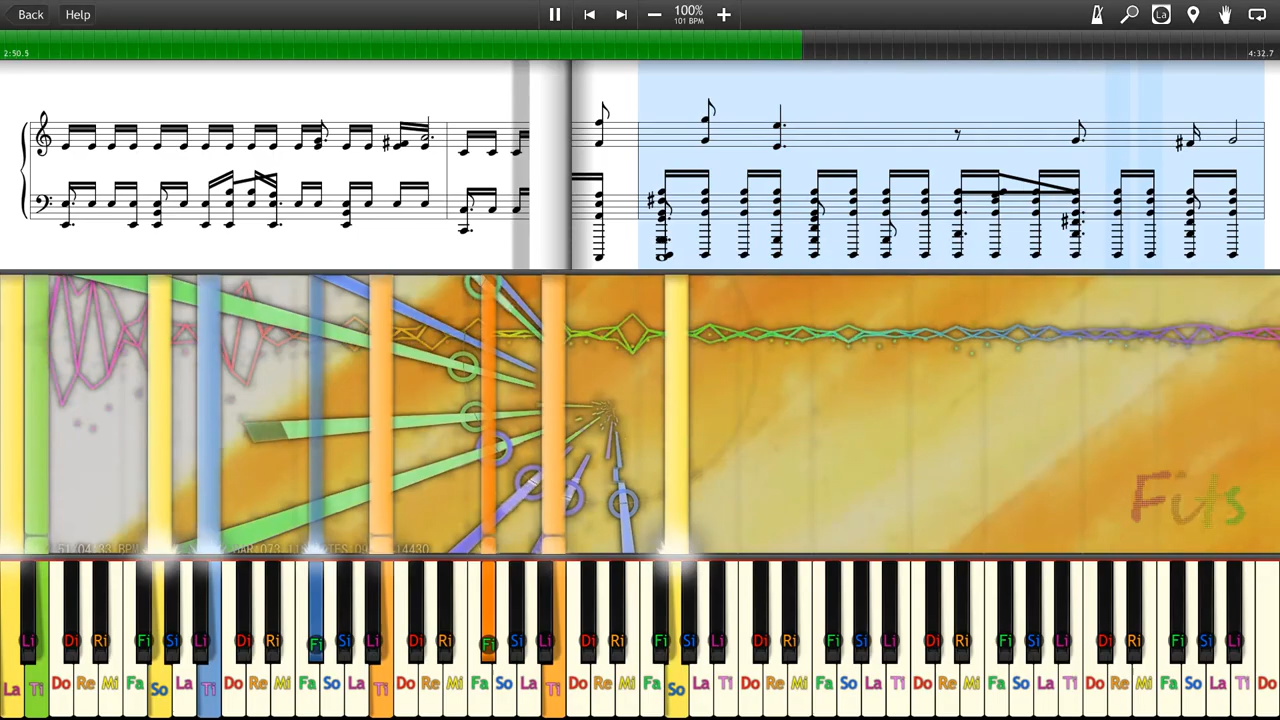 Back Help 100% La
101 BPM
2:50.5 4:32.7
Fits
Li Di Ri Fi Si Li Di Ri Fi Si Li Di Ri Fi Si Li Di Ri Fi Si Li Di Ri Fi Si Li Di Ri Fi Si Li Di Ri Fi Si Li
La Ti Do Re Mi Fa So La Ti Do Re Mi Fa So La Ti Do Re Mi Fa So La Ti Do Re Mi Fa So La Ti Do Re Mi Fa So La Ti Do Re Mi Fa So La Ti Do Re Mi Fa So La Ti Do